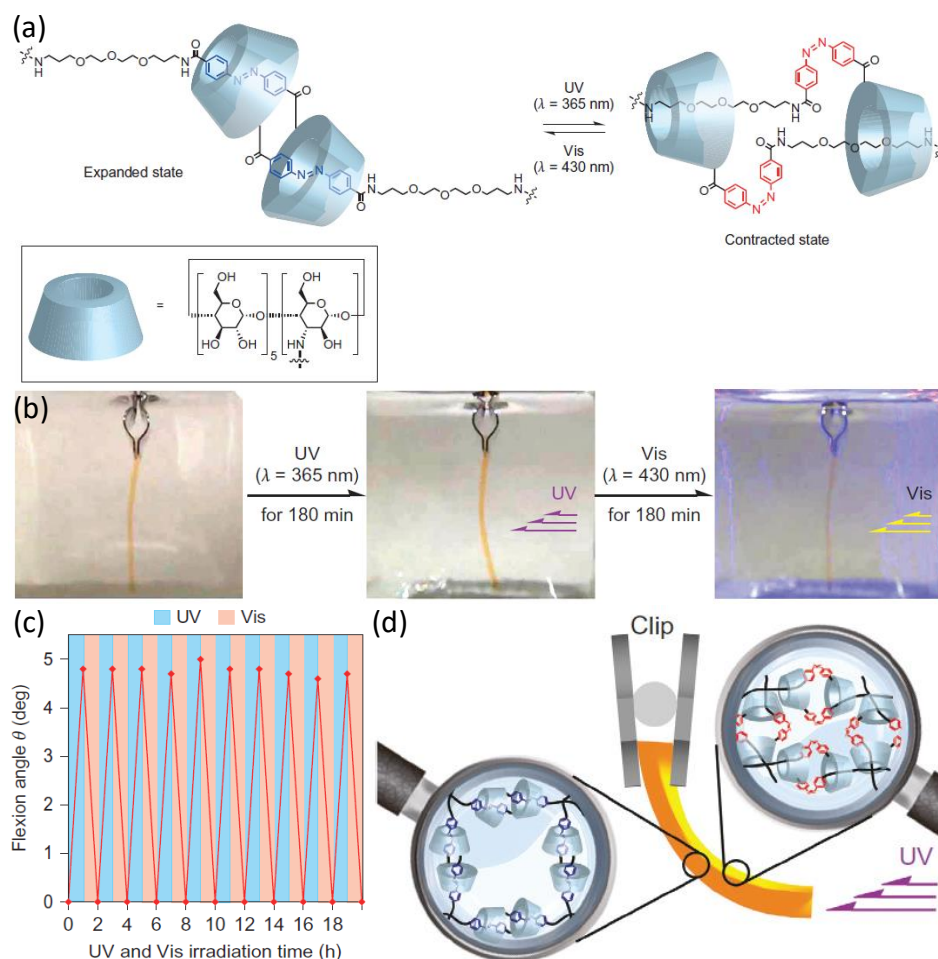 (a)
O
N
H
O
O
O
N
H
O
N
N
O
O
N
N
O
H
N
O
O
O
H
N
Expanded state
UV
(λ = 365 nm)
Vis
(λ = 430 nm)
N
H
O
O
O
N
H
O
N
N
O
O
H
N
O
O
O
H
N
O
N
N
Contracted state
=
OH
O
HO
OH
O
5
OH
O
HN
OH
O
(b)
UV
(λ = 365 nm)
for 180 min
UV
Vis
(λ = 430 nm)
for 180 min
Vis
(c)
UV Vis
Flexion angle θ (deg)
5
4
3
2
1
0
0 2 4 6 8 10 12 14 16 18
UV and Vis irradiation time (h)
(d)
Clip
UV